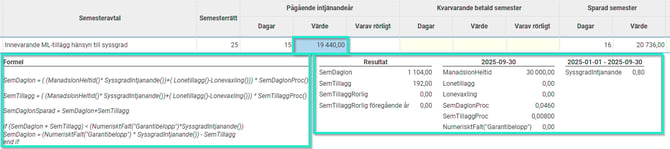 Pågående intjänandeår Kvarvarande betald semester Sparad semester
Semesteravtal Semesterrätt Dagar Värde Varav rörligt Dagar Värde Varav rörligt Dagar Värde
Innevarande ML-tillägg hänsyn till sysgrad 25 15 19 440,00 16 20 736,00
Formel Resultat 2025-09-30 2025-01-01 - 2025-09-30
SemDaglon 1 104,00 ManadslonHeltid 30 000,00 SyssgradIntjanande 0,80
SemDaglon = ( (ManadslonHeltid()* SyssgradIntjanande())+( Lonetillagg()-Lonevaxling())) * SemDaglonProc()
SemTillagg 192,00 Lonetillagg 0,00
SemTillagg = ( (ManadslonHeltid()* SyssgradIntjanande())+( Lonetillagg()-Lonevaxling())) * SemTillaggProc()
SemTillaggRorlig 0,00 Lonevaxling 0,00
SemTillaggRorlig föregående år 0,00 SemDaglonProc 0,0460
SemDaglonSparad = SemDaglon+SemTillagg
SemTillaggProc 0,00800
if (SemDaglon + SemTillagg) < (NumerisktFalt("Garantibelopp")*SyssgradIntjanande())
NumerisktFalt("Garantibelopp") 0,00
SemDaglon = (NumerisktFalt("Garantibelopp") * SyssgradIntjanande()) - SemTillagg
end if